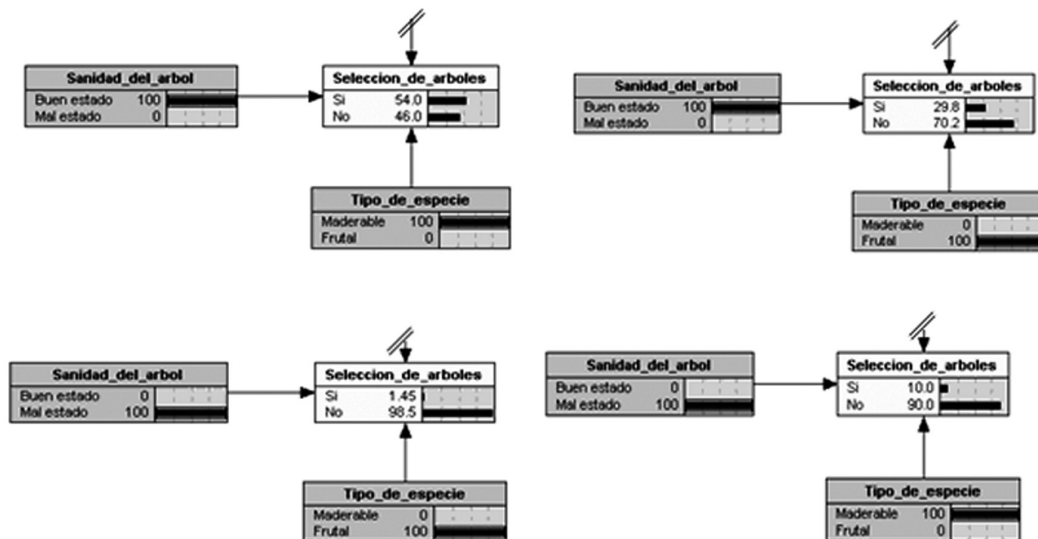 Sanidad_del_arbol
Buen estado 100
Mal estado 0
Seleccion_de_arboles
Si 54.0
No 46.0
Tipo_de_especie
Maderable 100
Frutal 0
Sanidad_del_arbol
Buen estado 100
Mal estado 0
Seleccion_de_arboles
Si 29.8
No 70.2
Tipo_de_especie
Maderable 0
Frutal 100
Sanidad_del_arbol
Buen estado 0
Mal estado 100
Seleccion_de_arboles
Si 1.45
No 98.5
Tipo_de_especie
Maderable 0
Frutal 100
Sanidad_del_arbol
Buen estado 0
Mal estado 100
Seleccion_de_arboles
Si 10.0
No 90.0
Tipo_de_especie
Maderable 100
Frutal 0